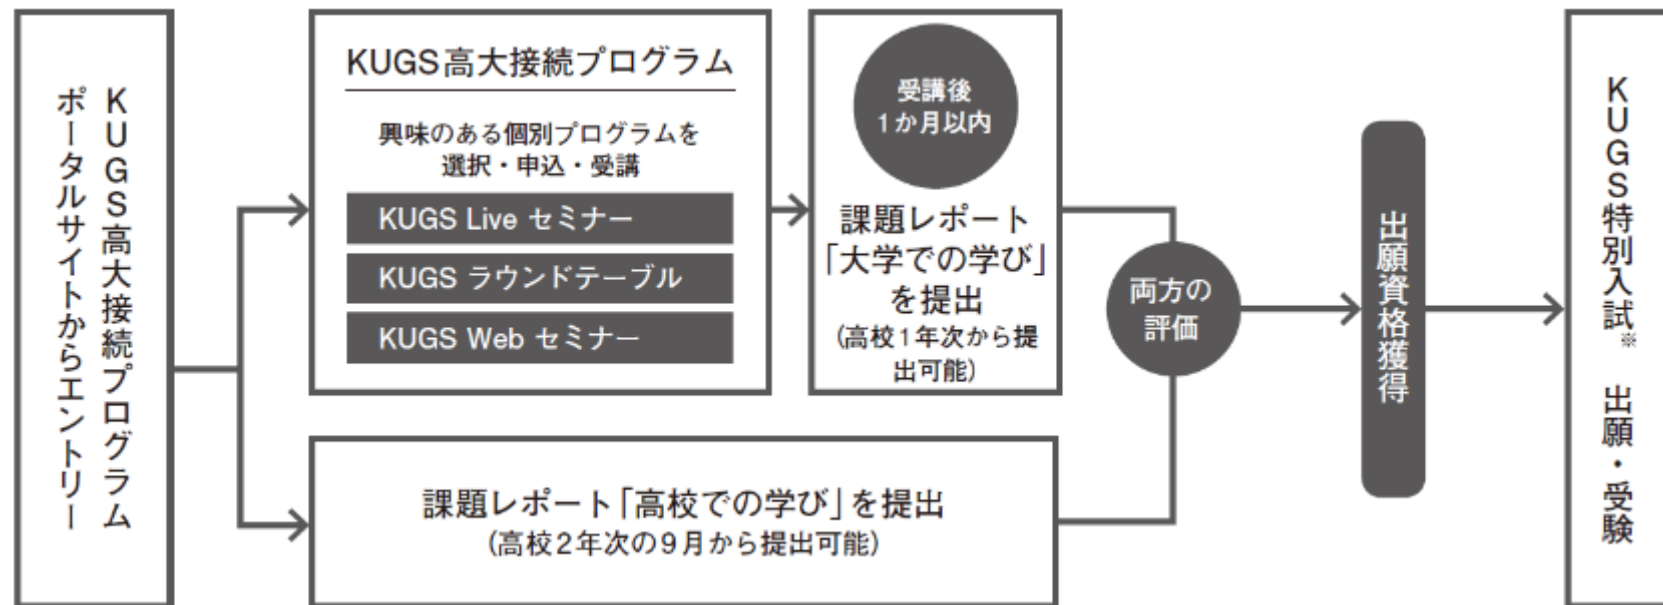 KUGS高大接続プログラム
ポータルサイトからエントリー
KUGS高大接続プログラム
興味のある個別プログラムを
選択・申込・受講
KUGS Live セミナー
KUGS ラウンドテーブル
KUGS Web セミナー
受講後
1か月以内
課題レポート
「大学での学び」
を提出
(高校1年次から提
出可能)
課題レポート「高校での学び」を提出
(高校2年次の9月から提出可能)
両方の
評価
出願資格獲得
KUGS特別入試※ 出願・受験